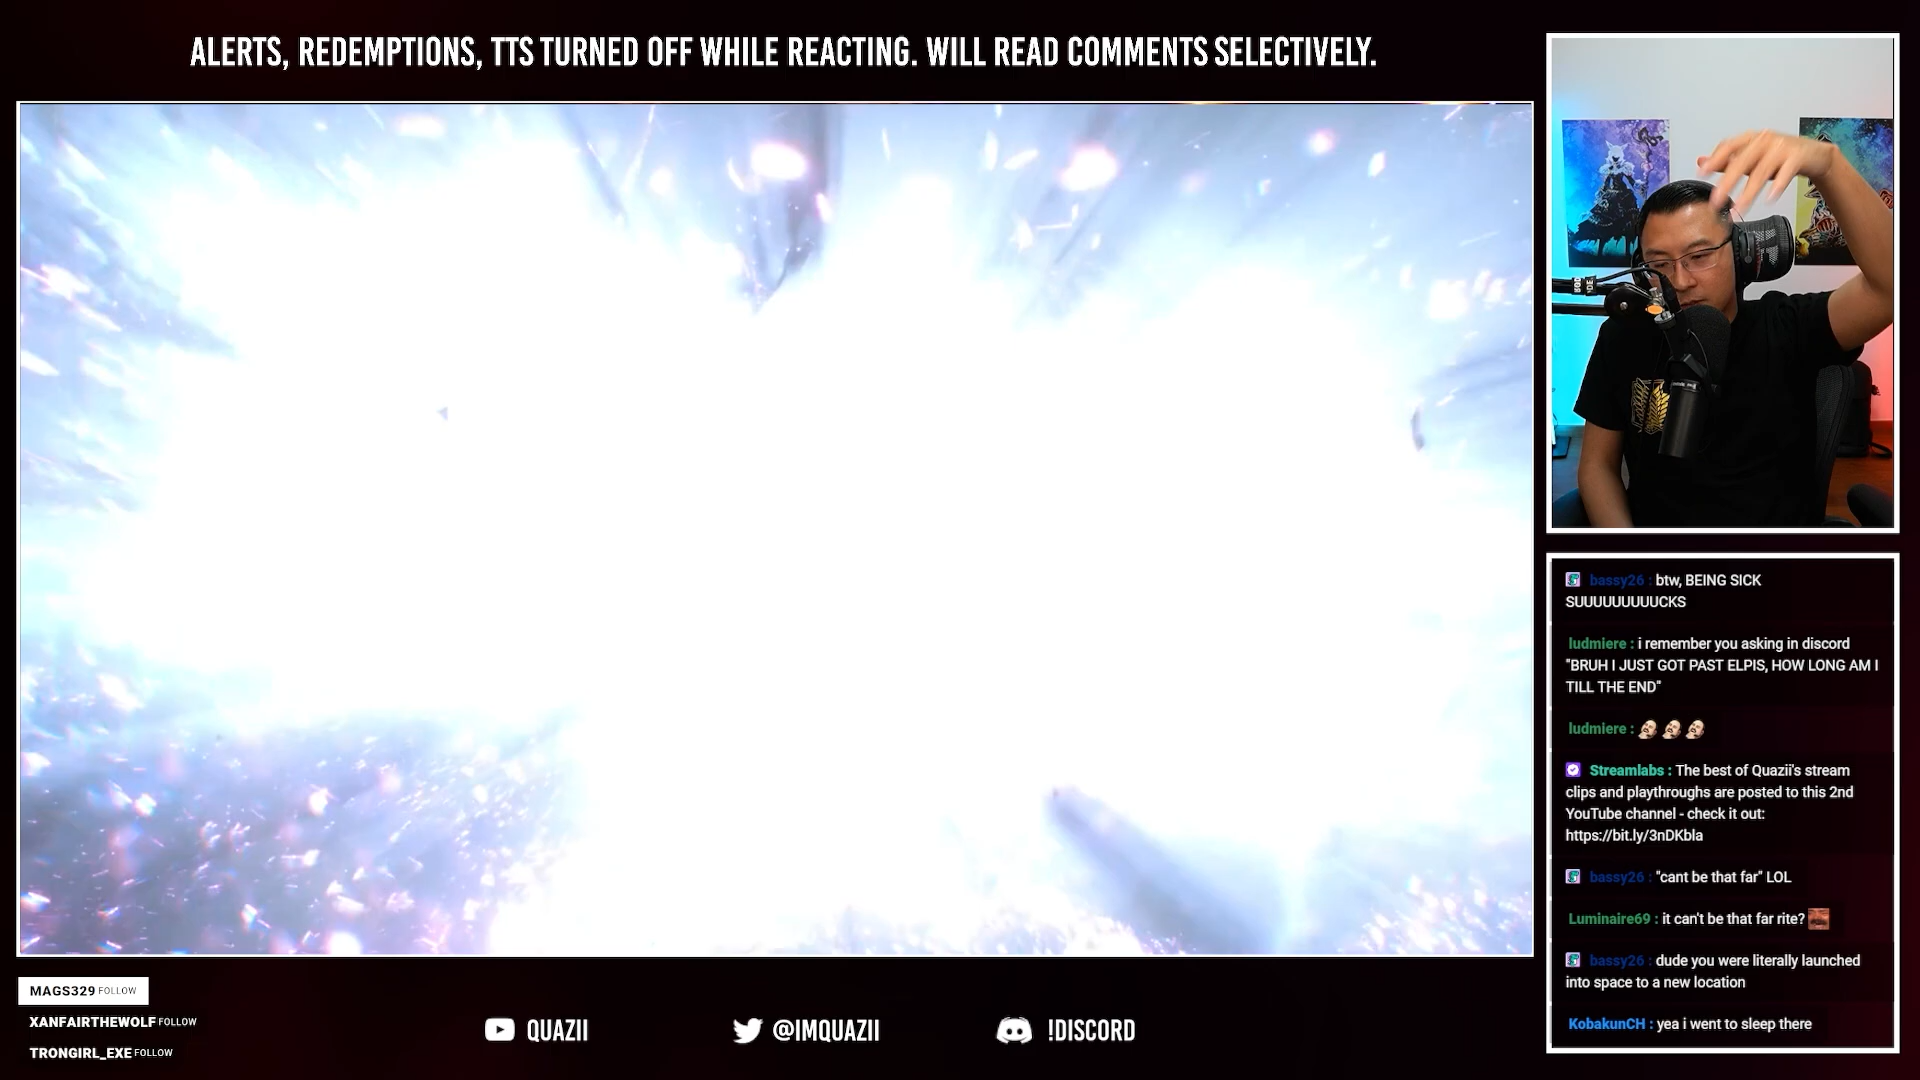 ALERTS, REDEMPTIONS, TTS TURNED OFF WHILE REACTING. WILL READ COMMENTS SELECTIVELY.
bassy26 : btw, BEING SICK
SUUUUUUUUUCKS
ludmiere : i remember you asking in discord
"BRUH I JUST GOT PAST ELPIS, HOW LONG AM I
TILL THE END"
ludmiere :
Streamlabs : The best of Quazii's stream
clips and playthroughs are posted to this 2nd
YouTube channel - check it out:
https://bit.ly/3nDKbla
bassy26 : "cant be that far" LOL
Luminaire69 : it can't be that far rite?
bassy26 : dude you were literally launched
into space to a new location
KobakunCH : yea i went to sleep there
MAGS329 FOLLOW
XANFAIRTHEWOLF FOLLOW
TRONGIRL_EXE FOLLOW
QUAZII
@IMQUAZII
!DISCORD